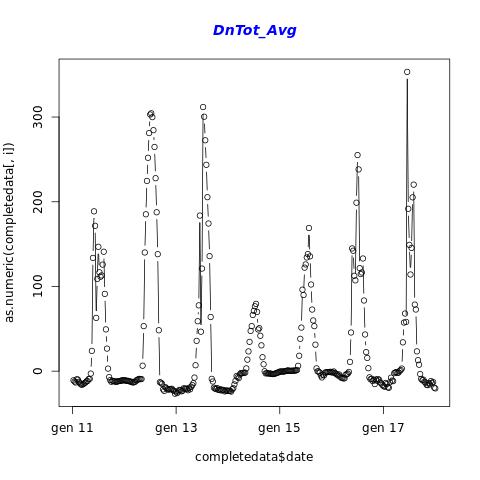 DnTot_Avg
as.numeric(completedata[, i])
300
200
100
0
gen 11
gen 13
gen 15
gen 17
completedata$date